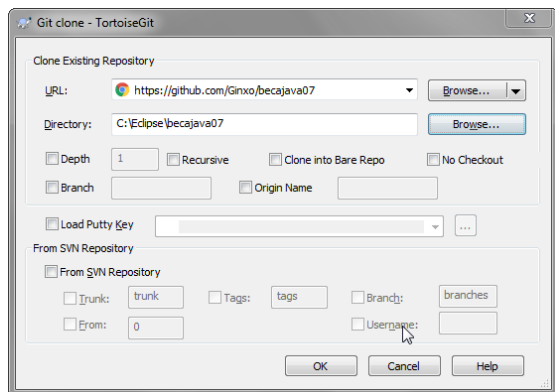 Git clone - TortoiseGit
Clone Existing Repository
URL: https://github.com/Ginxo/becajava07 Browse...
Directory: C:\Eclipse\becajava07 Browse...
Depth 1 Recursive Clone into Bare Repo No Checkout
Branch Origin Name
Load Putty Key ...
From SVN Repository
From SVN Repository
Trunk: trunk Tags: tags Branch: branches
From: 0 Username:
OK Cancel Help